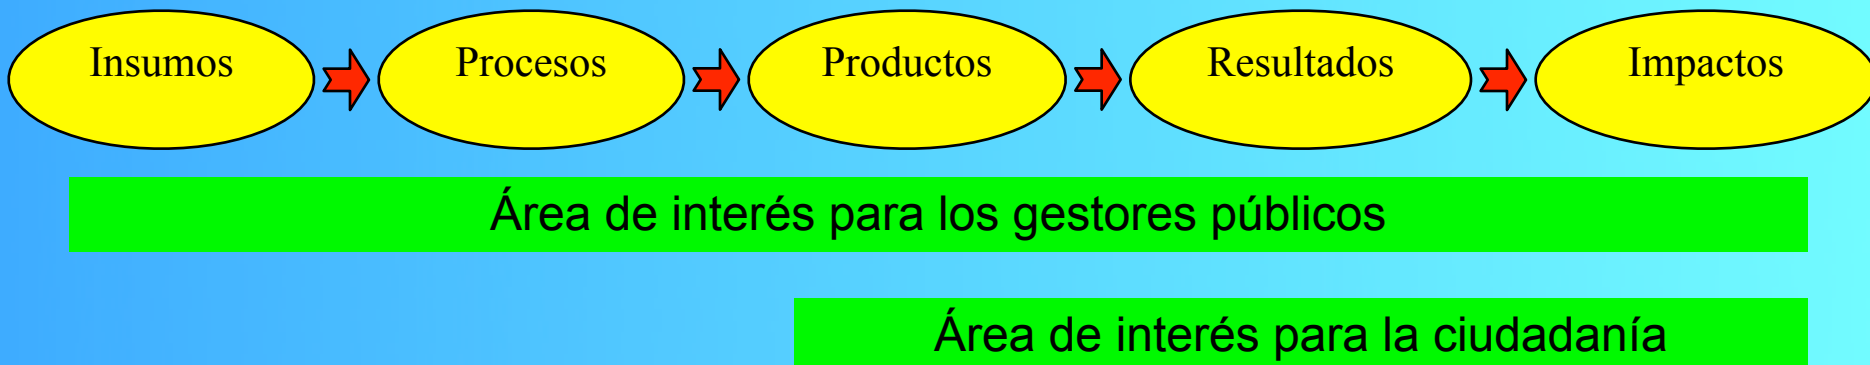 Insumos Procesos Productos Resultados Impactos
Área de interés para los gestores públicos
Área de interés para la ciudadanía